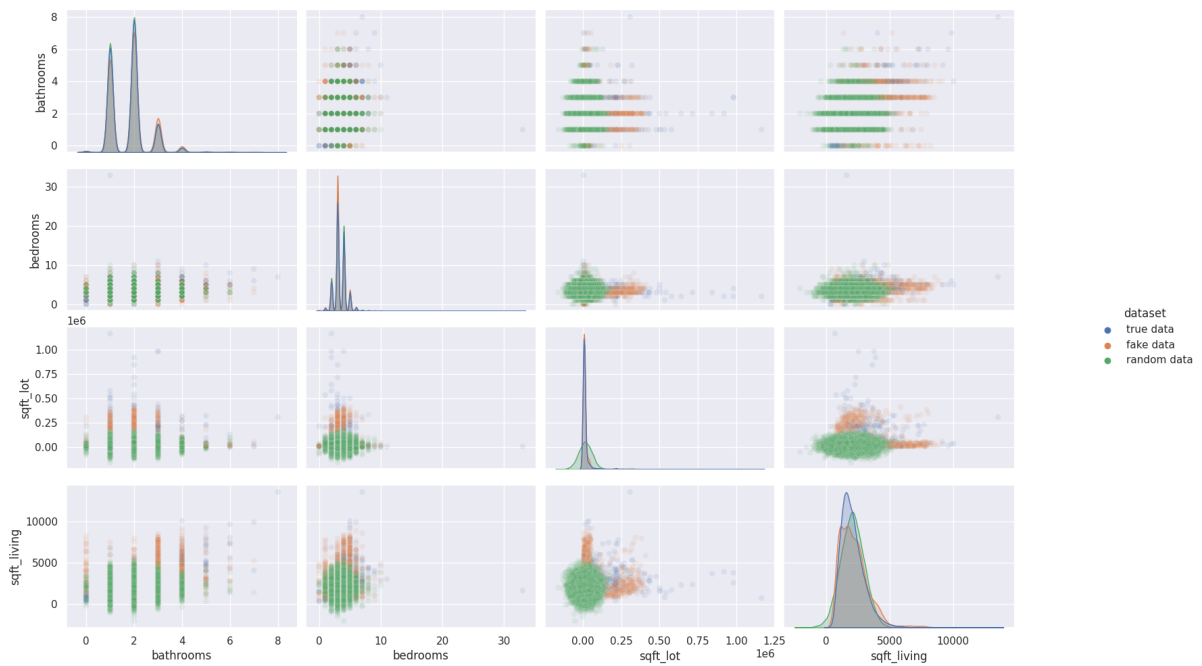 8
6
4
2
0
bathrooms
30
20
10
0
bedrooms
1e6
1.00
0.75
0.50
0.25
0.00
sqft_lot
10000
5000
0
sqft_living
0 2 4 6 8
bathrooms
0 10 20 30
bedrooms
0.00 0.25 0.50 0.75 1.00 1.25
1e6
sqft_lot
0 5000 10000
sqft_living
dataset
true data
fake data
random data